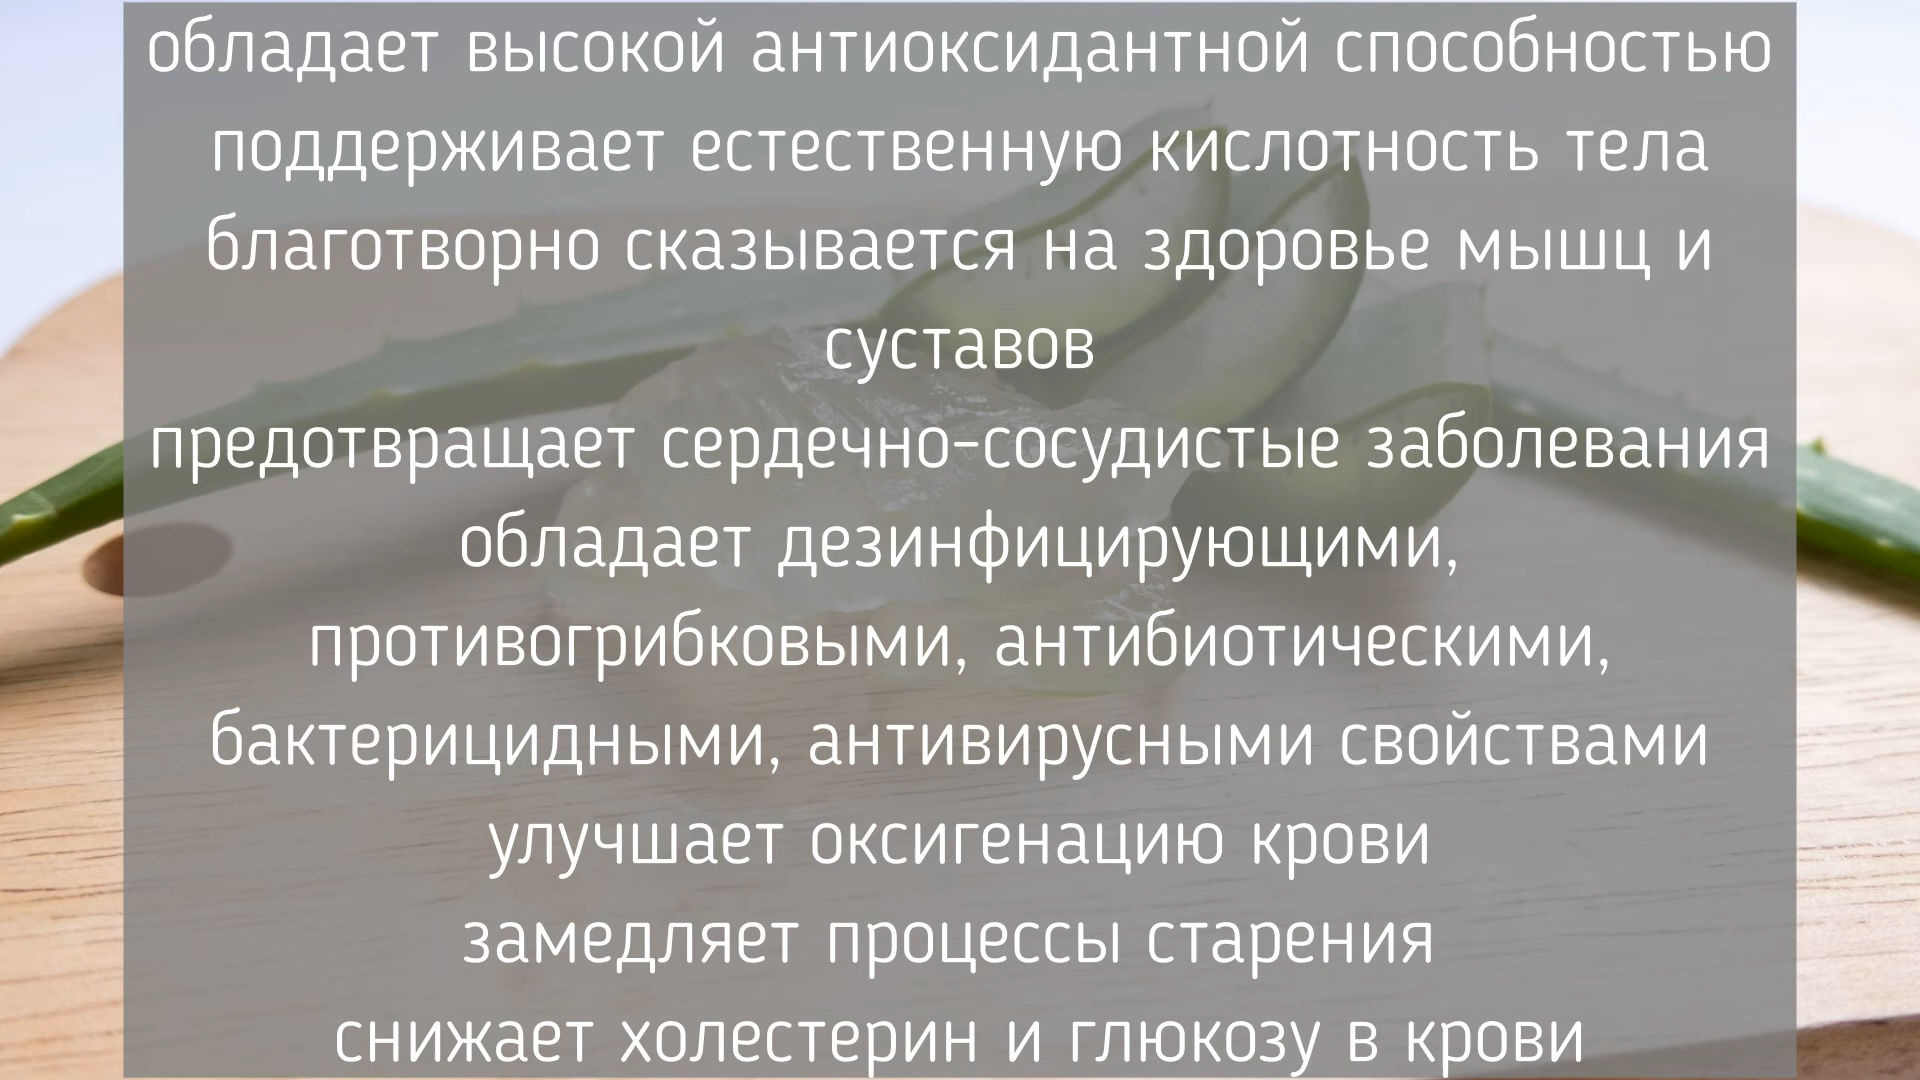 обладает высокой антиоксидантной способностью
поддерживает естественную кислотность тела
благотворно сказывается на здоровье мышц и
суставов
предотвращает сердечно-сосудистые заболевания
обладает дезинфицирующими,
противогрибковыми, антибиотическими,
бактерицидными, антивирусными свойствами
улучшает оксигенацию крови
замедляет процессы старения
снижает холестерин и глюкозу в крови